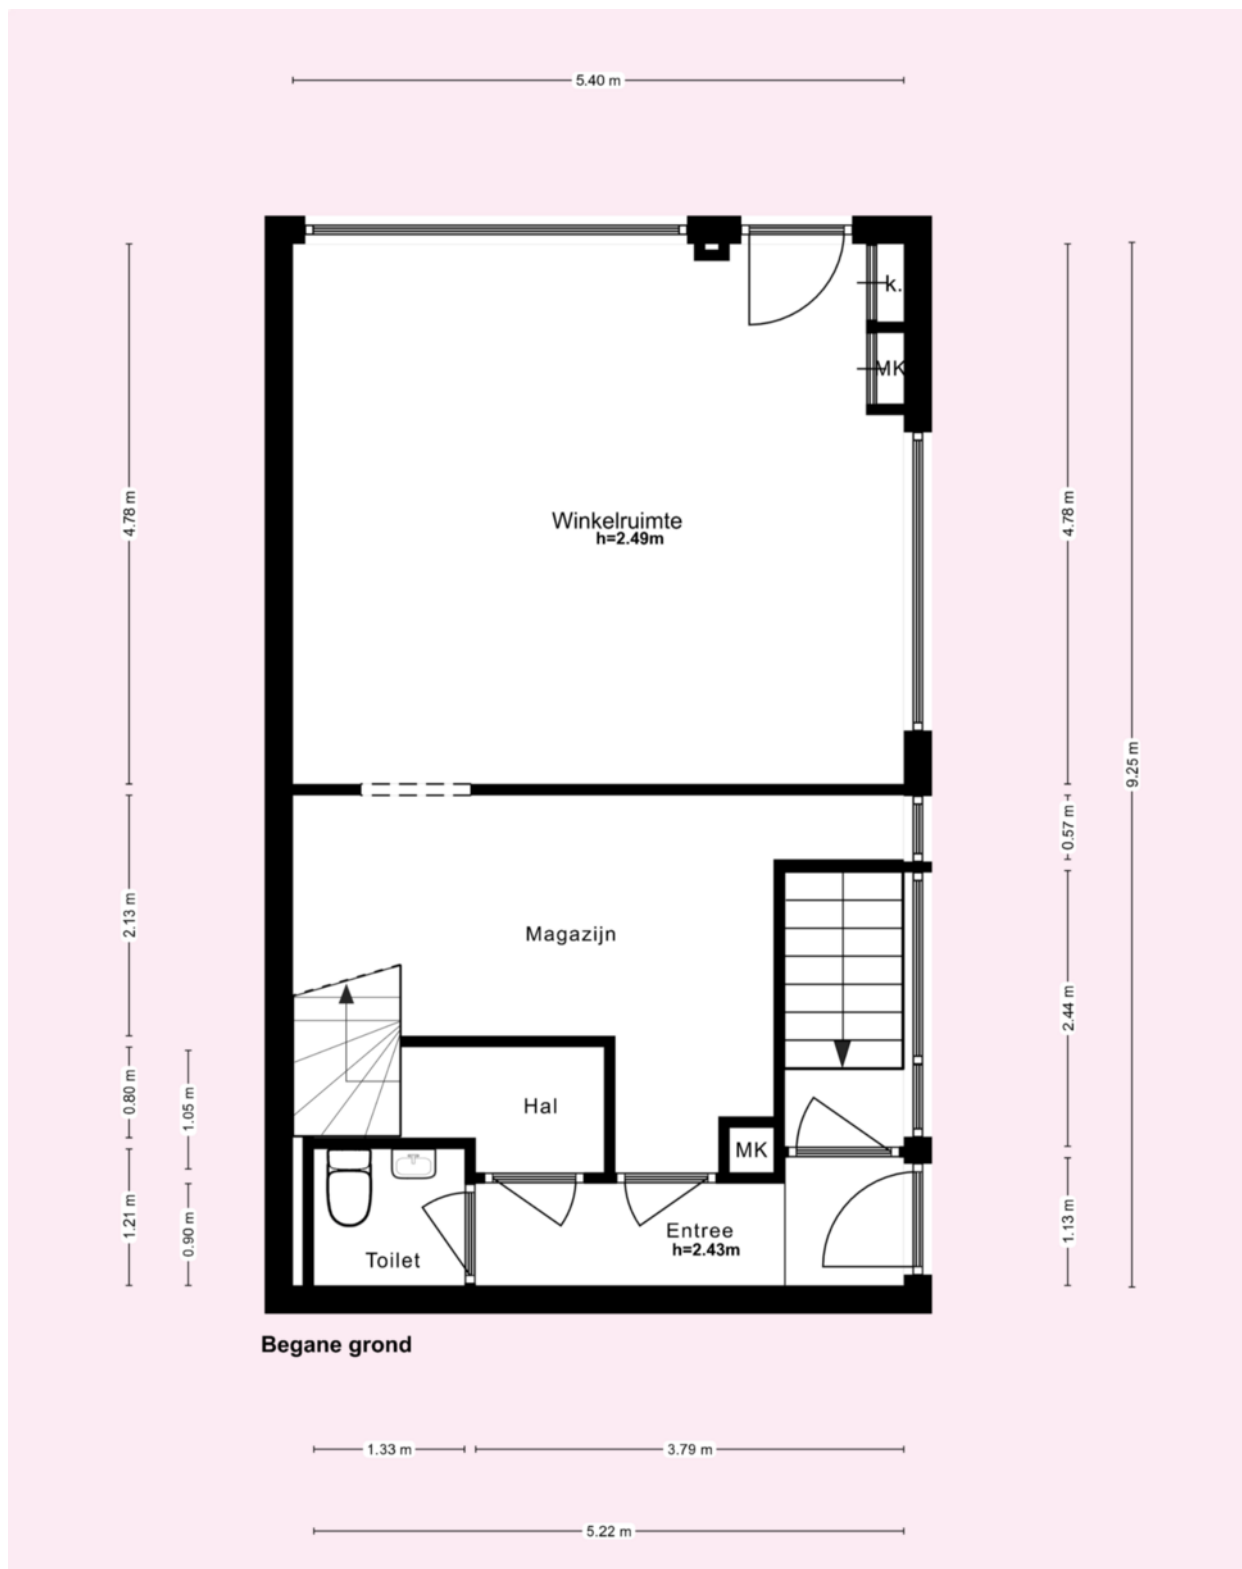 5.40 m
k.
MK
4.78 m
4.78 m
Winkelruimte
h=2.49m
9.25 m
0.57 m
2.13 m
Magazijn
2.44 m
0.80 m
1.05 m
Hal
MK
1.21 m
0.90 m
Toilet
Entree
h=2.43m
1.13 m
Begane grond
1.33 m
3.79 m
5.22 m